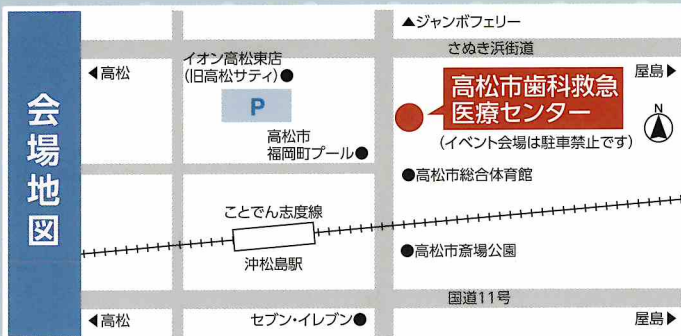 会場地図
▲ジャンボフェリー
さぬき浜街道
◀高松
イオン高松東店
(旧高松サティ)●
屋島▶
P
高松市歯科救急
医療センター
(イベント会場は駐車禁止です)
N
高松市
福岡町プール●
●高松市総合体育館
ことでん志度線
沖松島駅
●高松市斎場公園
国道11号
◀高松
セブン・イレブン●
屋島▶